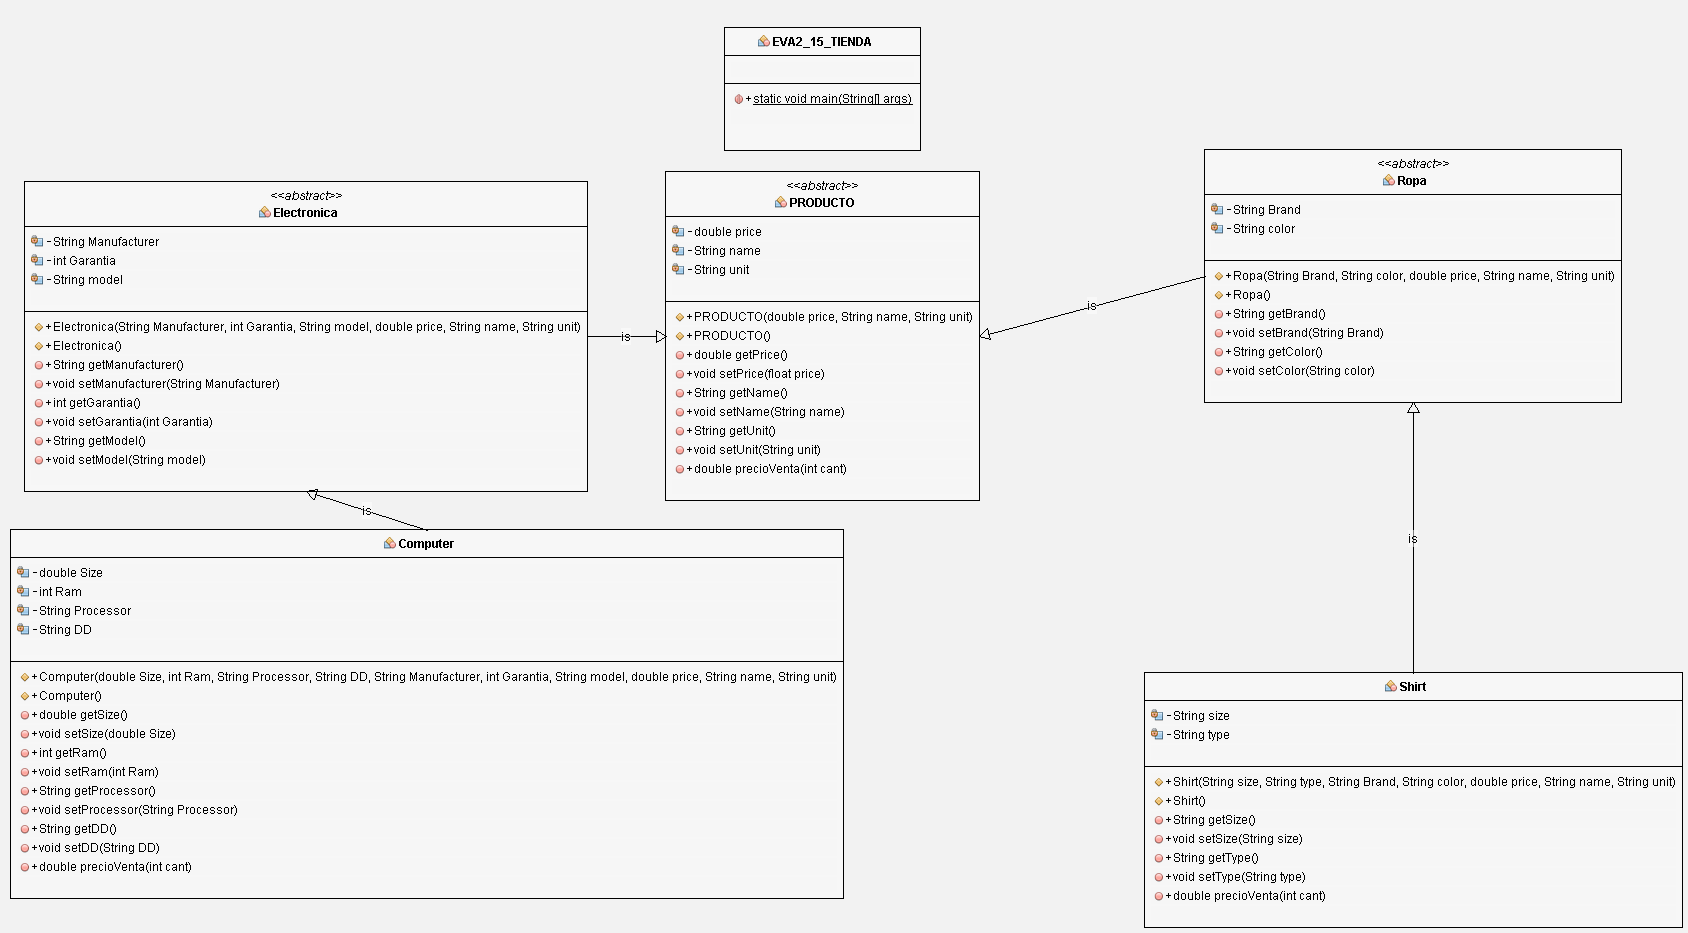 EVA2_15_TIENDA
+static void main(String[] args)
<<abstract>>
Electronica
-String Manufacturer
-int Garantia
-String model
+Electronica(String Manufacturer, int Garantia, String model, double price, String name, String unit)
+Electronica()
+String getManufacturer()
+void setManufacturer(String Manufacturer)
+int getGarantia()
+void setGarantia(int Garantia)
+String getModel()
+void setModel(String model)
is
<<abstract>>
PRODUCTO
-double price
-String name
-String unit
+PRODUCTO(double price, String name, String unit)
+PRODUCTO()
+double getPrice()
+void setPrice(float price)
+String getName()
+void setName(String name)
+String getUnit()
+void setUnit(String unit)
+double precioVenta(int cant)
is
<<abstract>>
Ropa
-String Brand
-String color
+Ropa(String Brand, String color, double price, String name, String unit)
+Ropa()
+String getBrand()
+void setBrand(String Brand)
+String getColor()
+void setColor(String color)
is
Computer
-double Size
-int Ram
-String Processor
-String DD
+Computer(double Size, int Ram, String Processor, String DD, String Manufacturer, int Garantia, String model, double price, String name, String unit)
+Computer()
+double getSize()
+void setSize(double Size)
+int getRam()
+void setRam(int Ram)
+String getProcessor()
+void setProcessor(String Processor)
+String getDD()
+void setDD(String DD)
+double precioVenta(int cant)
is
Shirt
-String size
-String type
+Shirt(String size, String type, String Brand, String color, double price, String name, String unit)
+Shirt()
+String getSize()
+void setSize(String size)
+String getType()
+void setType(String type)
+double precioVenta(int cant)